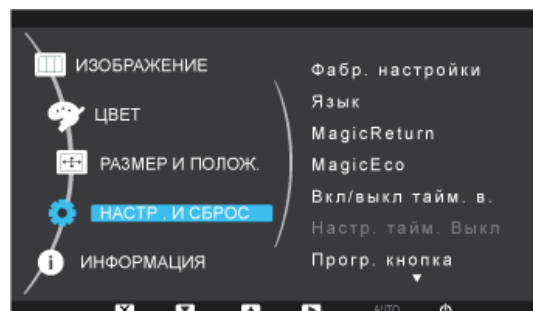 ИЗОБРАЖЕНИЕ
ЦВЕТ
РАЗМЕР И ПОЛОЖ.
НАСТР . И СБРОС
ИНФОРМАЦИЯ
Фабр. настройки
Язык
MagicReturn
MagicEco
Вкл/выкл тайм. в.
Настр. тайм. Выкл
Прогр. кнопка
AUTO